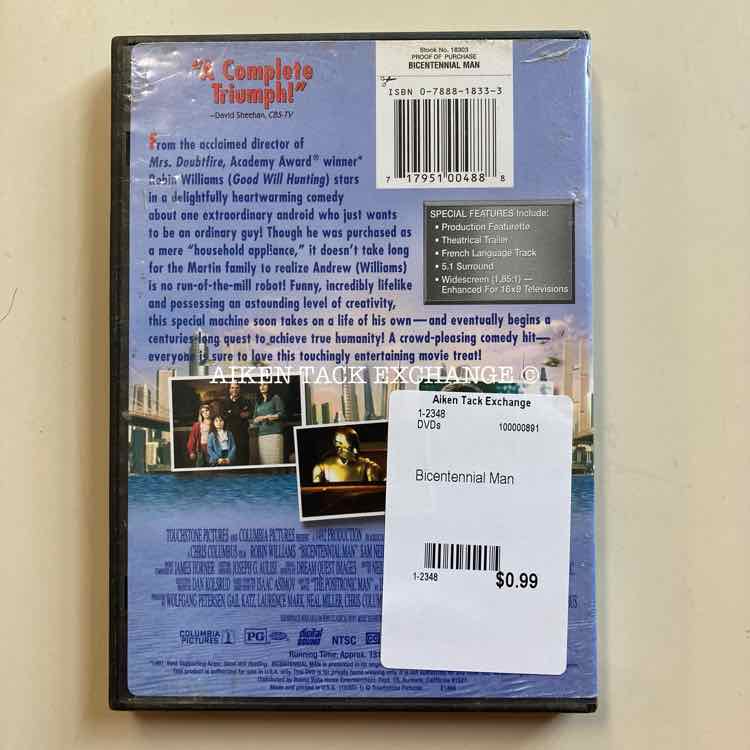 "A Complete
Triumph!"
—David Sheehan, CBS-TV
Stock No. 18303
PROOF OF PURCHASE
BICENTENNIAL MAN
ISBN 0-7888-1833-3
7 17951 00488 8
From the acclaimed director of
Mrs. Doubtfire, Academy Award® winner*
Robin Williams (Good Will Hunting) stars
in a delightfully heartwarming comedy
about one extraordinary android who just wants
to be an ordinary guy! Though he was purchased as
a mere "household appliance," it doesn't take long
for the Martin family to realize Andrew (Williams)
is no run-of-the-mill robot! Funny, incredibly lifelike
and possessing an astounding level of creativity,
this special machine soon takes on a life of his own—and eventually begins a
centuries-long quest to achieve true humanity! A crowd-pleasing comedy hit—
everyone is sure to love this touchingly entertaining movie treat!
SPECIAL FEATURES Include:
• Production Featurette
• Theatrical Trailer
• French Language Track
• 5.1 Surround
• Widescreen (1.85:1) —
Enhanced For 16x9 Televisions
AIKEN TACK EXCHANGE ©
Aiken Tack Exchange
1-2348
DVDs 100000891
Bicentennial Man
1-2348
$0.99
TOUCHSTONE PICTURES AND COLUMBIA PICTURES PRESENT A 1492 PRODUCTION
A CHRIS COLUMBUS FILM ROBIN WILLIAMS "BICENTENNIAL MAN"
JAMES HORNER JOSEPH G. AULISI DREAM QUEST IMAGES
DAN KOLSRUD ISAAC ASIMOV "THE POSITRONIC MAN"
WOLFGANG PETERSEN, GAIL KATZ, LAURENCE MARK, NEAL MILLER, CHRIS
COLUMBIA
PICTURES PG digital
sound NTSC CC
Running Time: Approx.